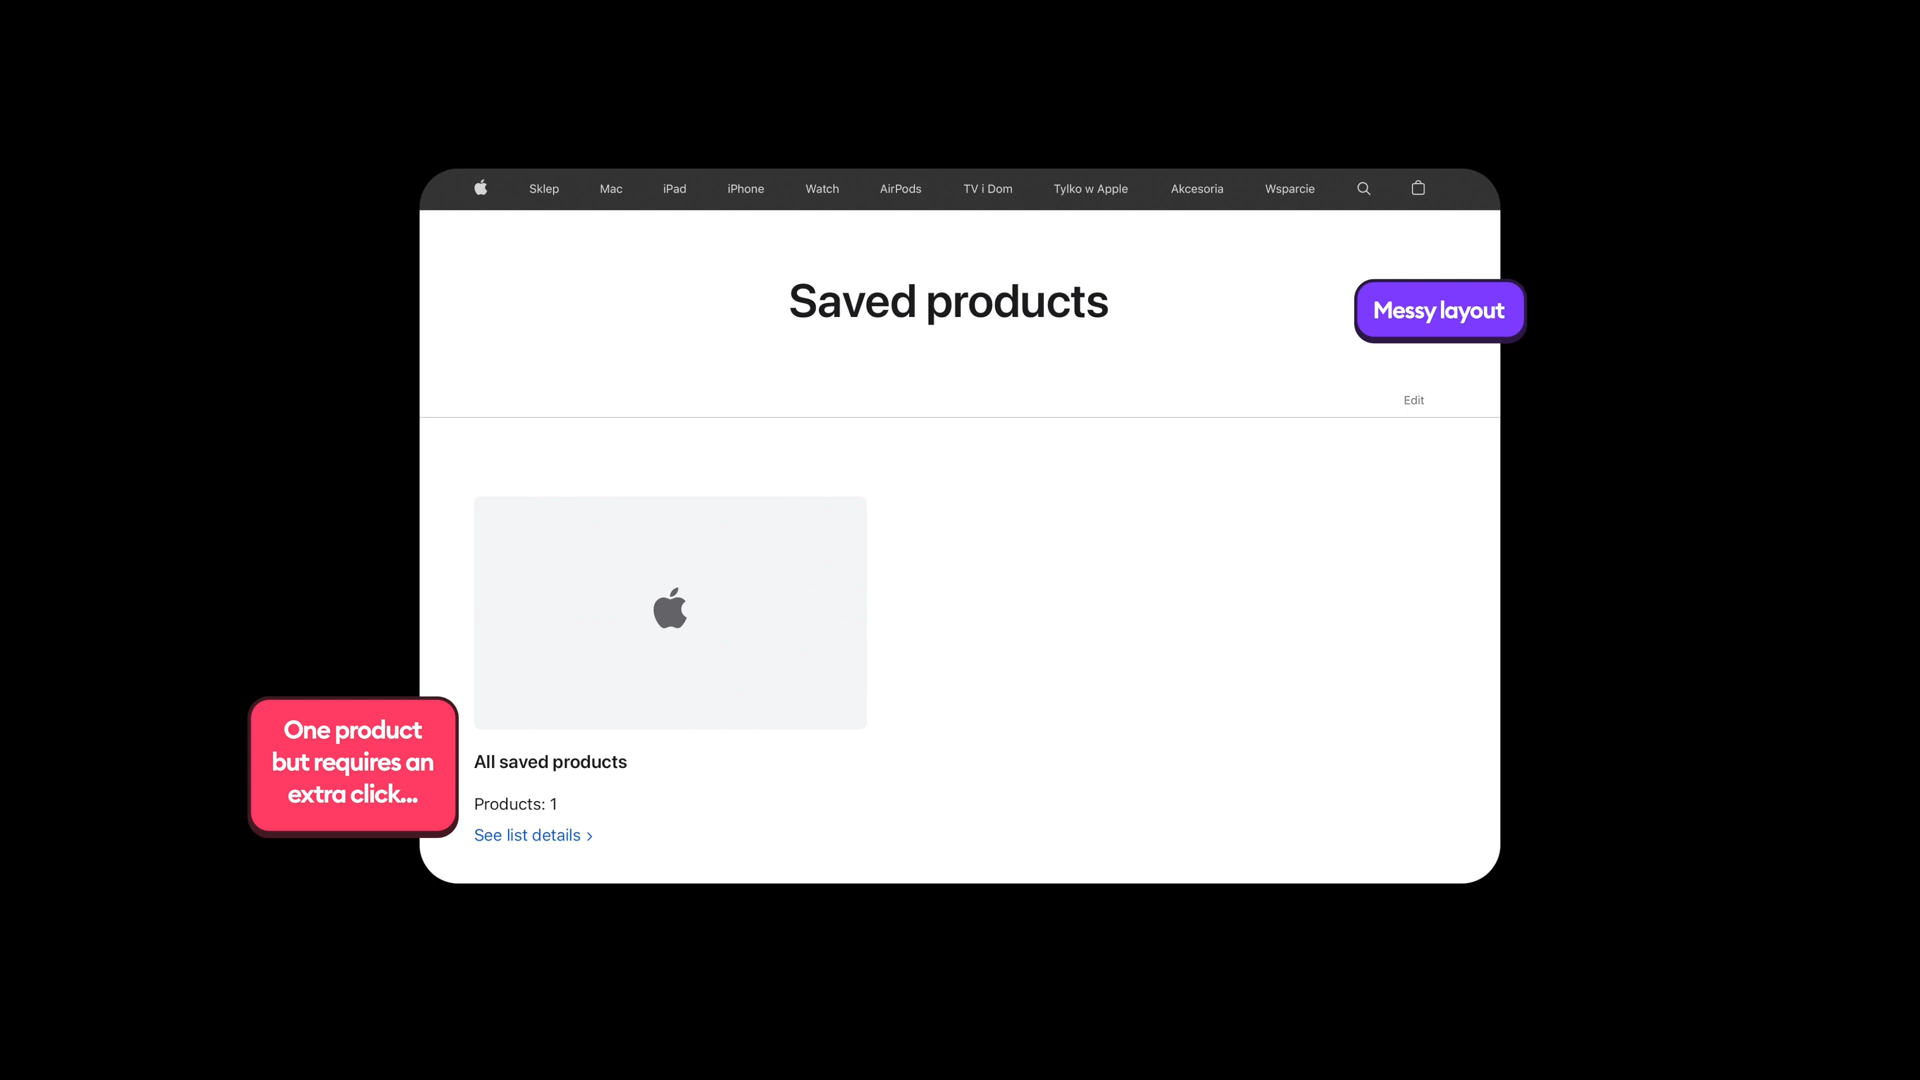 Sklep Mac iPad iPhone Watch AirPods TV i Dom Tylko w Apple Akcesoria Wsparcie
Saved products
Messy layout
Edit
One product
but requires an
extra click...
All saved products
Products: 1
See list details ›